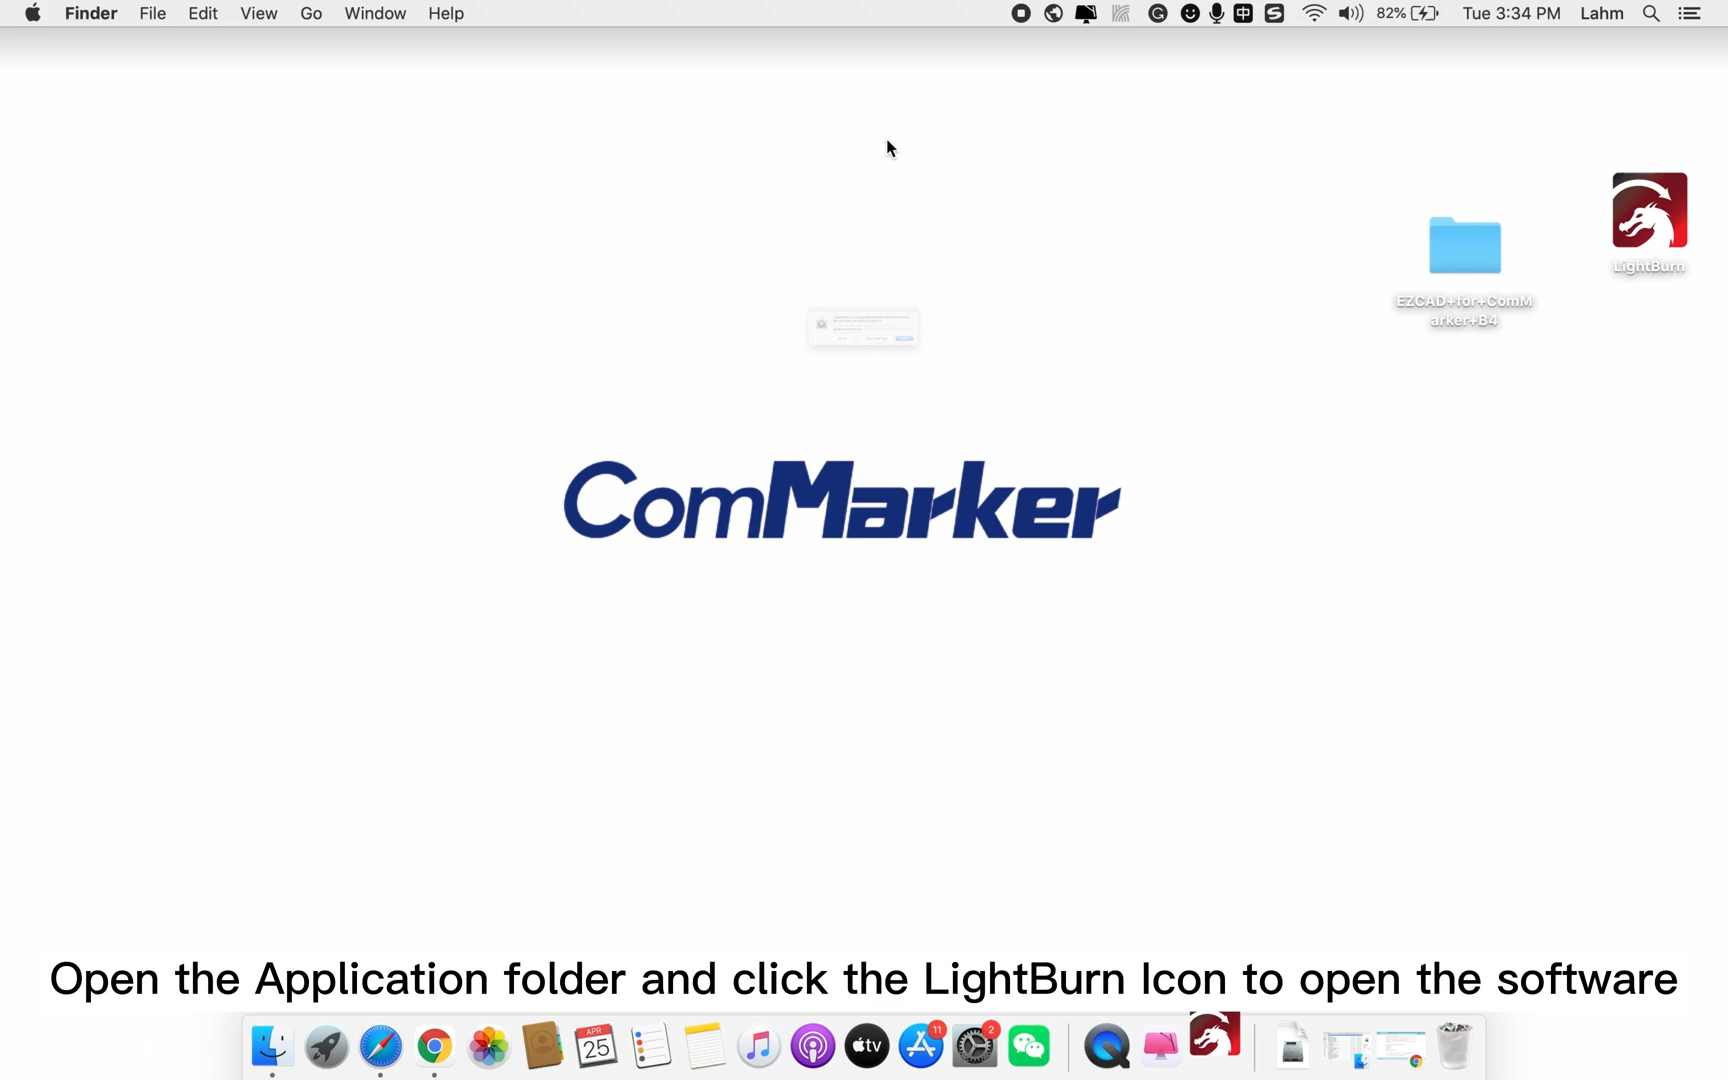 Finder File Edit View Go Window Help 82% Tue 3:34 PM Lahm
LightBurn
EZCAD+for+ComM
arker+B4
ComMarker
Open the Application folder and click the LightBurn Icon to open the software
APR
25
tv
11
2